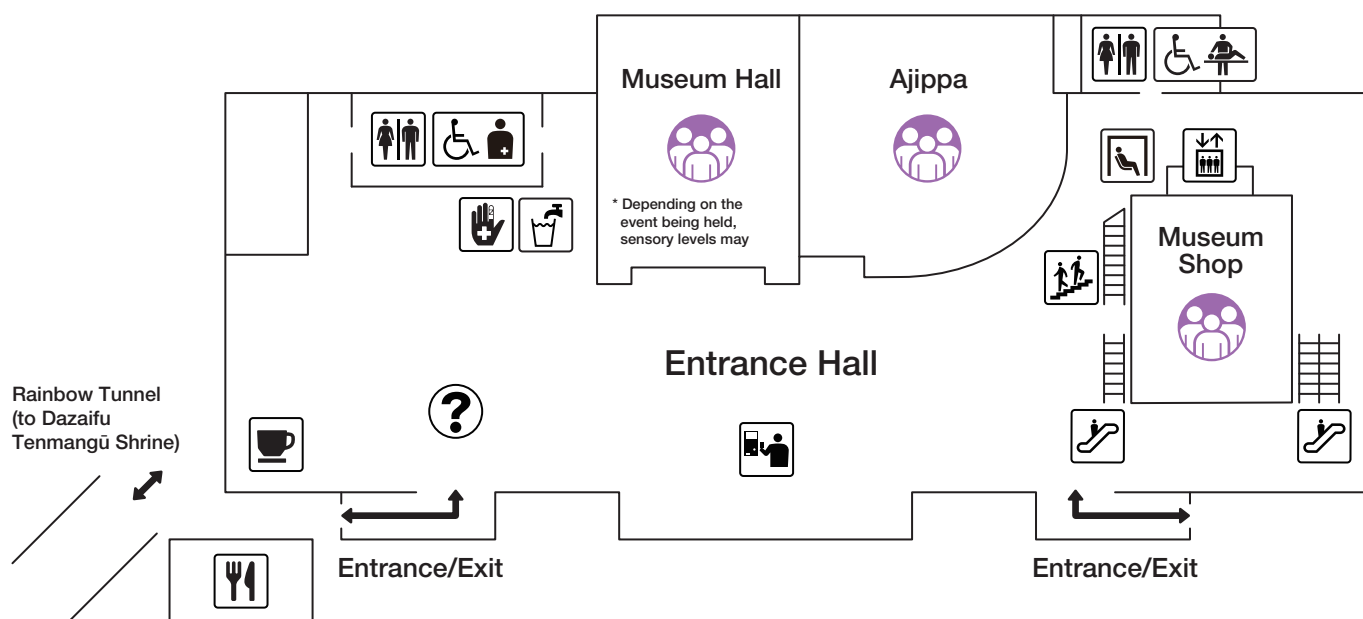 Museum Hall
* Depending on the
event being held,
sensory levels may
Ajippa
Museum
Shop
Entrance Hall
?
Rainbow Tunnel
(to Dazaifu
Tenmangū Shrine)
Entrance/Exit
Entrance/Exit